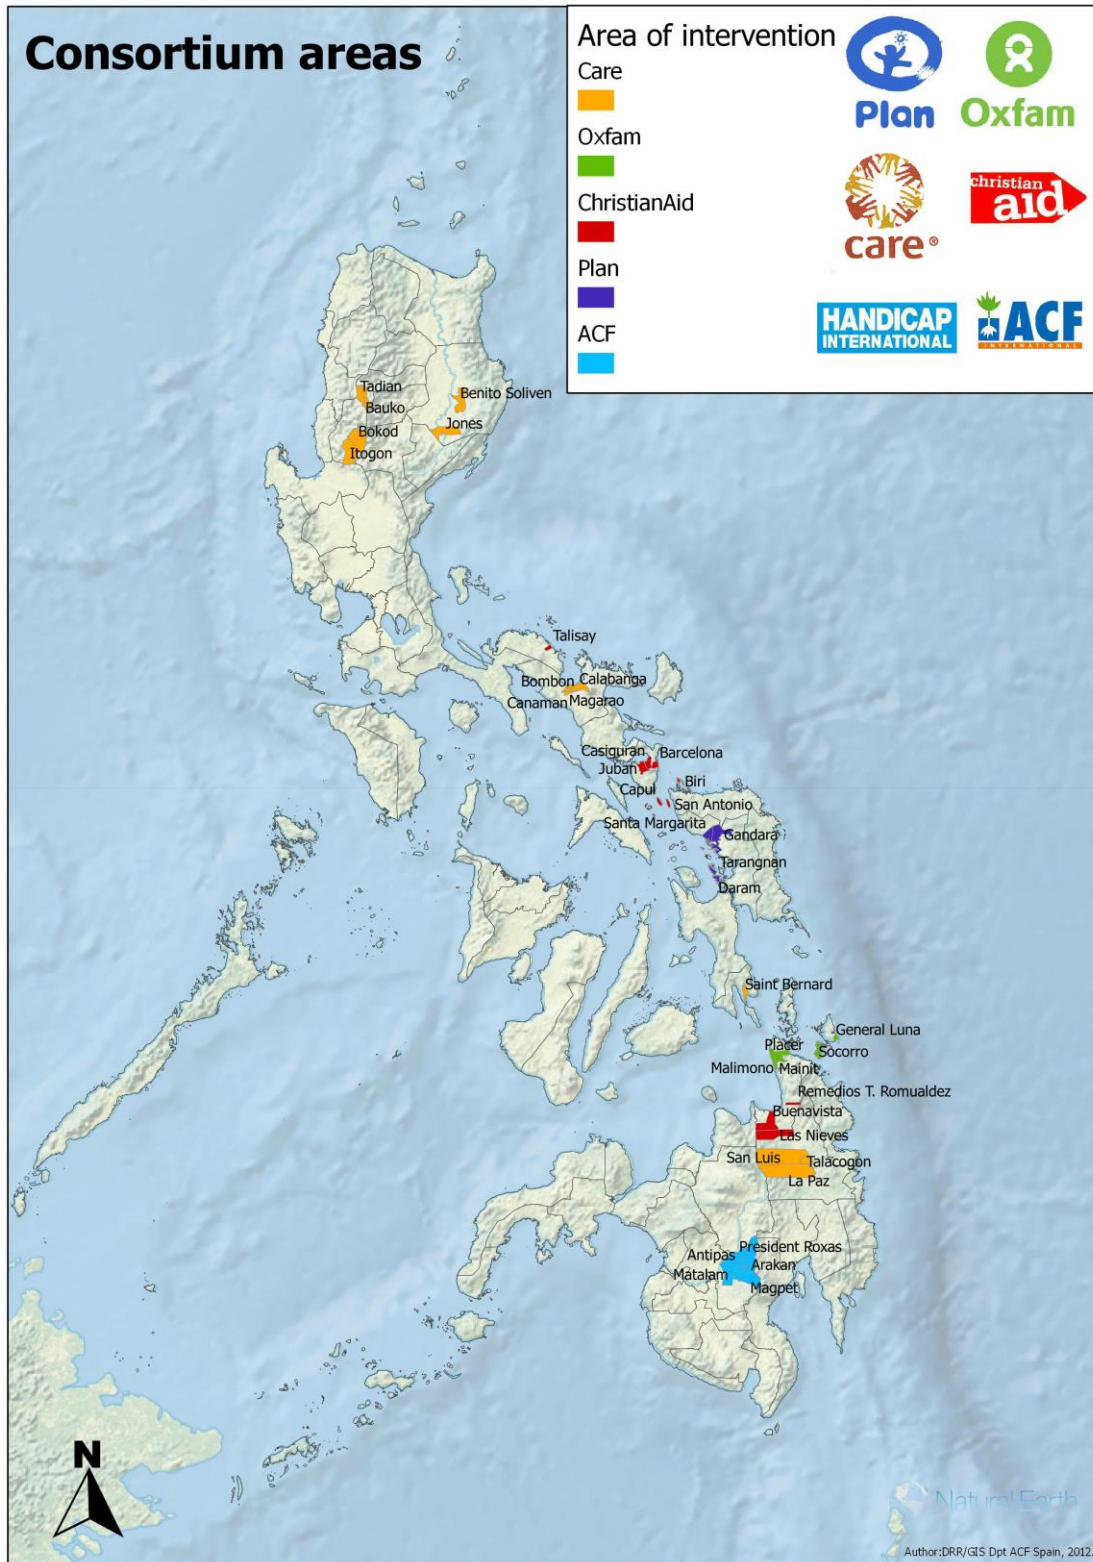 Consortium areas
Area of intervention
Care
Oxfam
ChristianAid
Plan
ACF
Plan
Oxfam
care®
christian
aid
HANDICAP
INTERNATIONAL
ACF
INTERNATIONAL
Tadian
Bauko
Benito Soliven
Jones
Bokod
Itogon
Talisay
Bombon
Calabanga
Canaman
Magarao
Casiguran
Barcelona
Juban
Capul
Biri
San Antonio
Santa Margarita
Gandara
Tarangnan
Daram
Saint Bernard
General Luna
Placer
Socorro
Malimono
Mainit
Remedios T. Romualdez
Buenavista
Las Nieves
San Luis
Talacogon
La Paz
President Roxas
Antipas
Arakan
Matalam
Magpet
N
Natural Earth
Author:DRR/GIS Dpt ACF Spain, 2012.